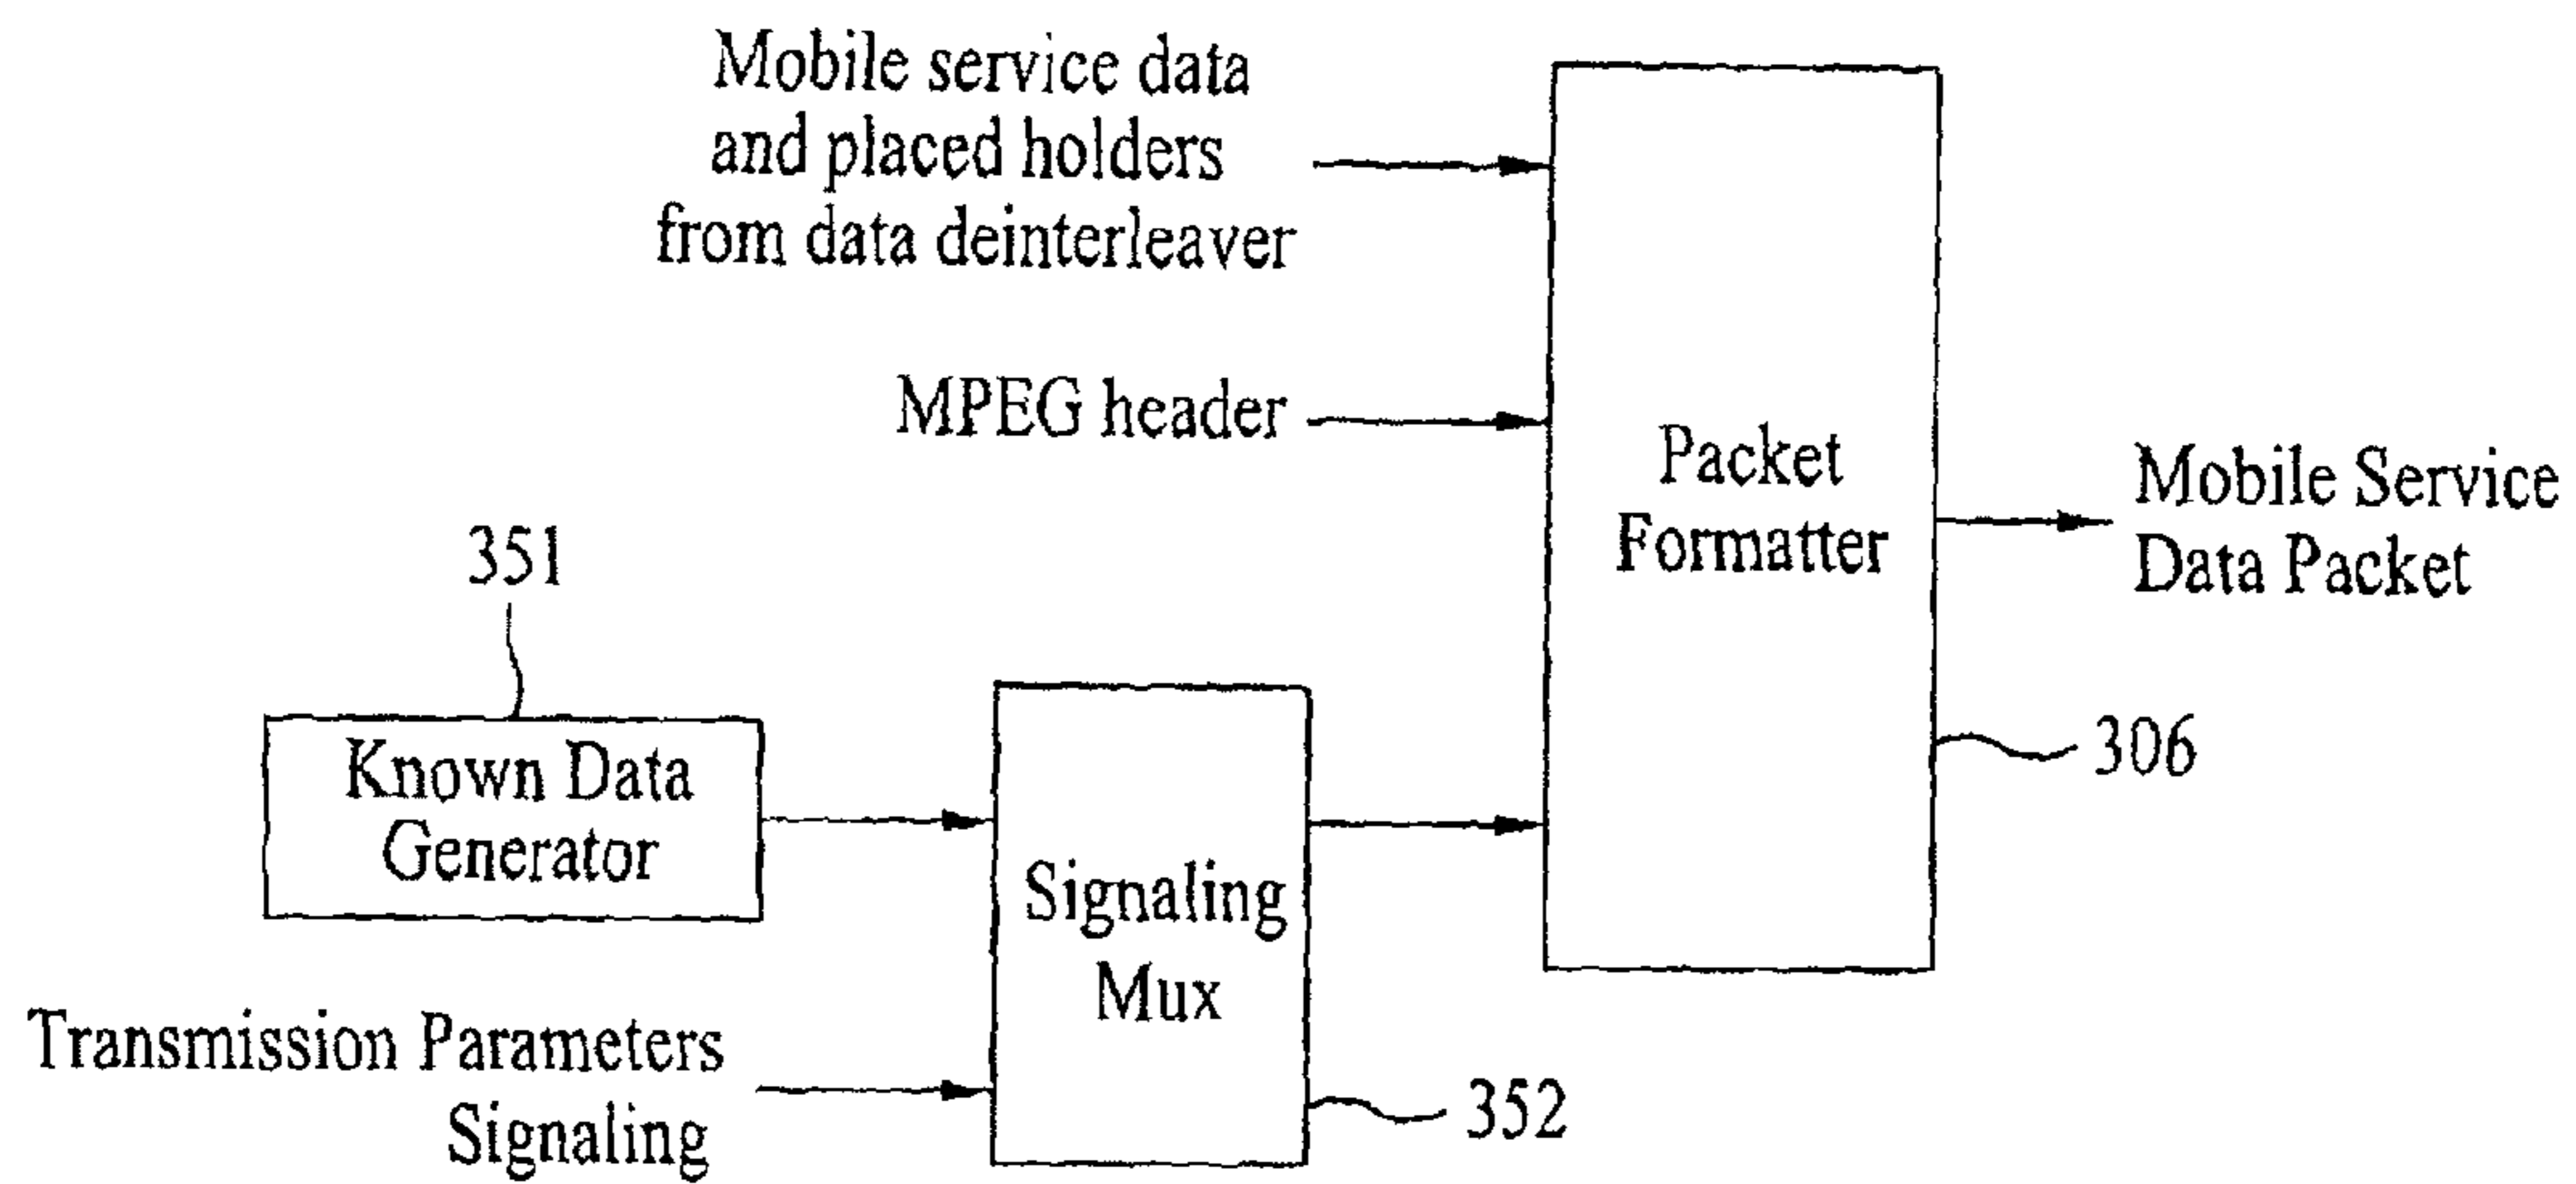 Mobile service data
and placed holders
from data deinterleaver
MPEG header
Packet
Formatter
Mobile Service
Data Packet
351
Known Data
Generator
306
Signaling
Mux
Transmission Parameters
Signaling
352